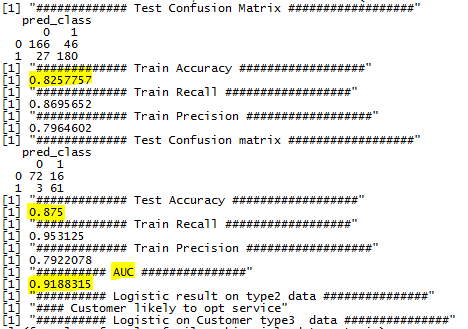 [1] "############# Test Confusion Matrix ##################"
pred_class
0 1
0 166 46
1 27 180
[1] "############# Train Accuracy ##################"
[1] 0.8257757
[1] "############# Train Recall ##################"
[1] 0.8695652
[1] "############# Train Precision ##################"
[1] 0.7964602
[1] "############# Test Confusion matrix ##################"
pred_class
0 1
0 72 16
1 3 61
[1] "############# Test Accuracy ##################"
[1] 0.875
[1] "############# Train Recall ##################"
[1] 0.953125
[1] "############# Train Precision ##################"
[1] 0.7922078
[1] "########## AUC ###############"
[1] 0.9188315
[1] "########## Logistic result on type2 data ###############"
[1] "#### Customer likely to opt service"
[1] "########## Logistic on Customer type3 data ###############"